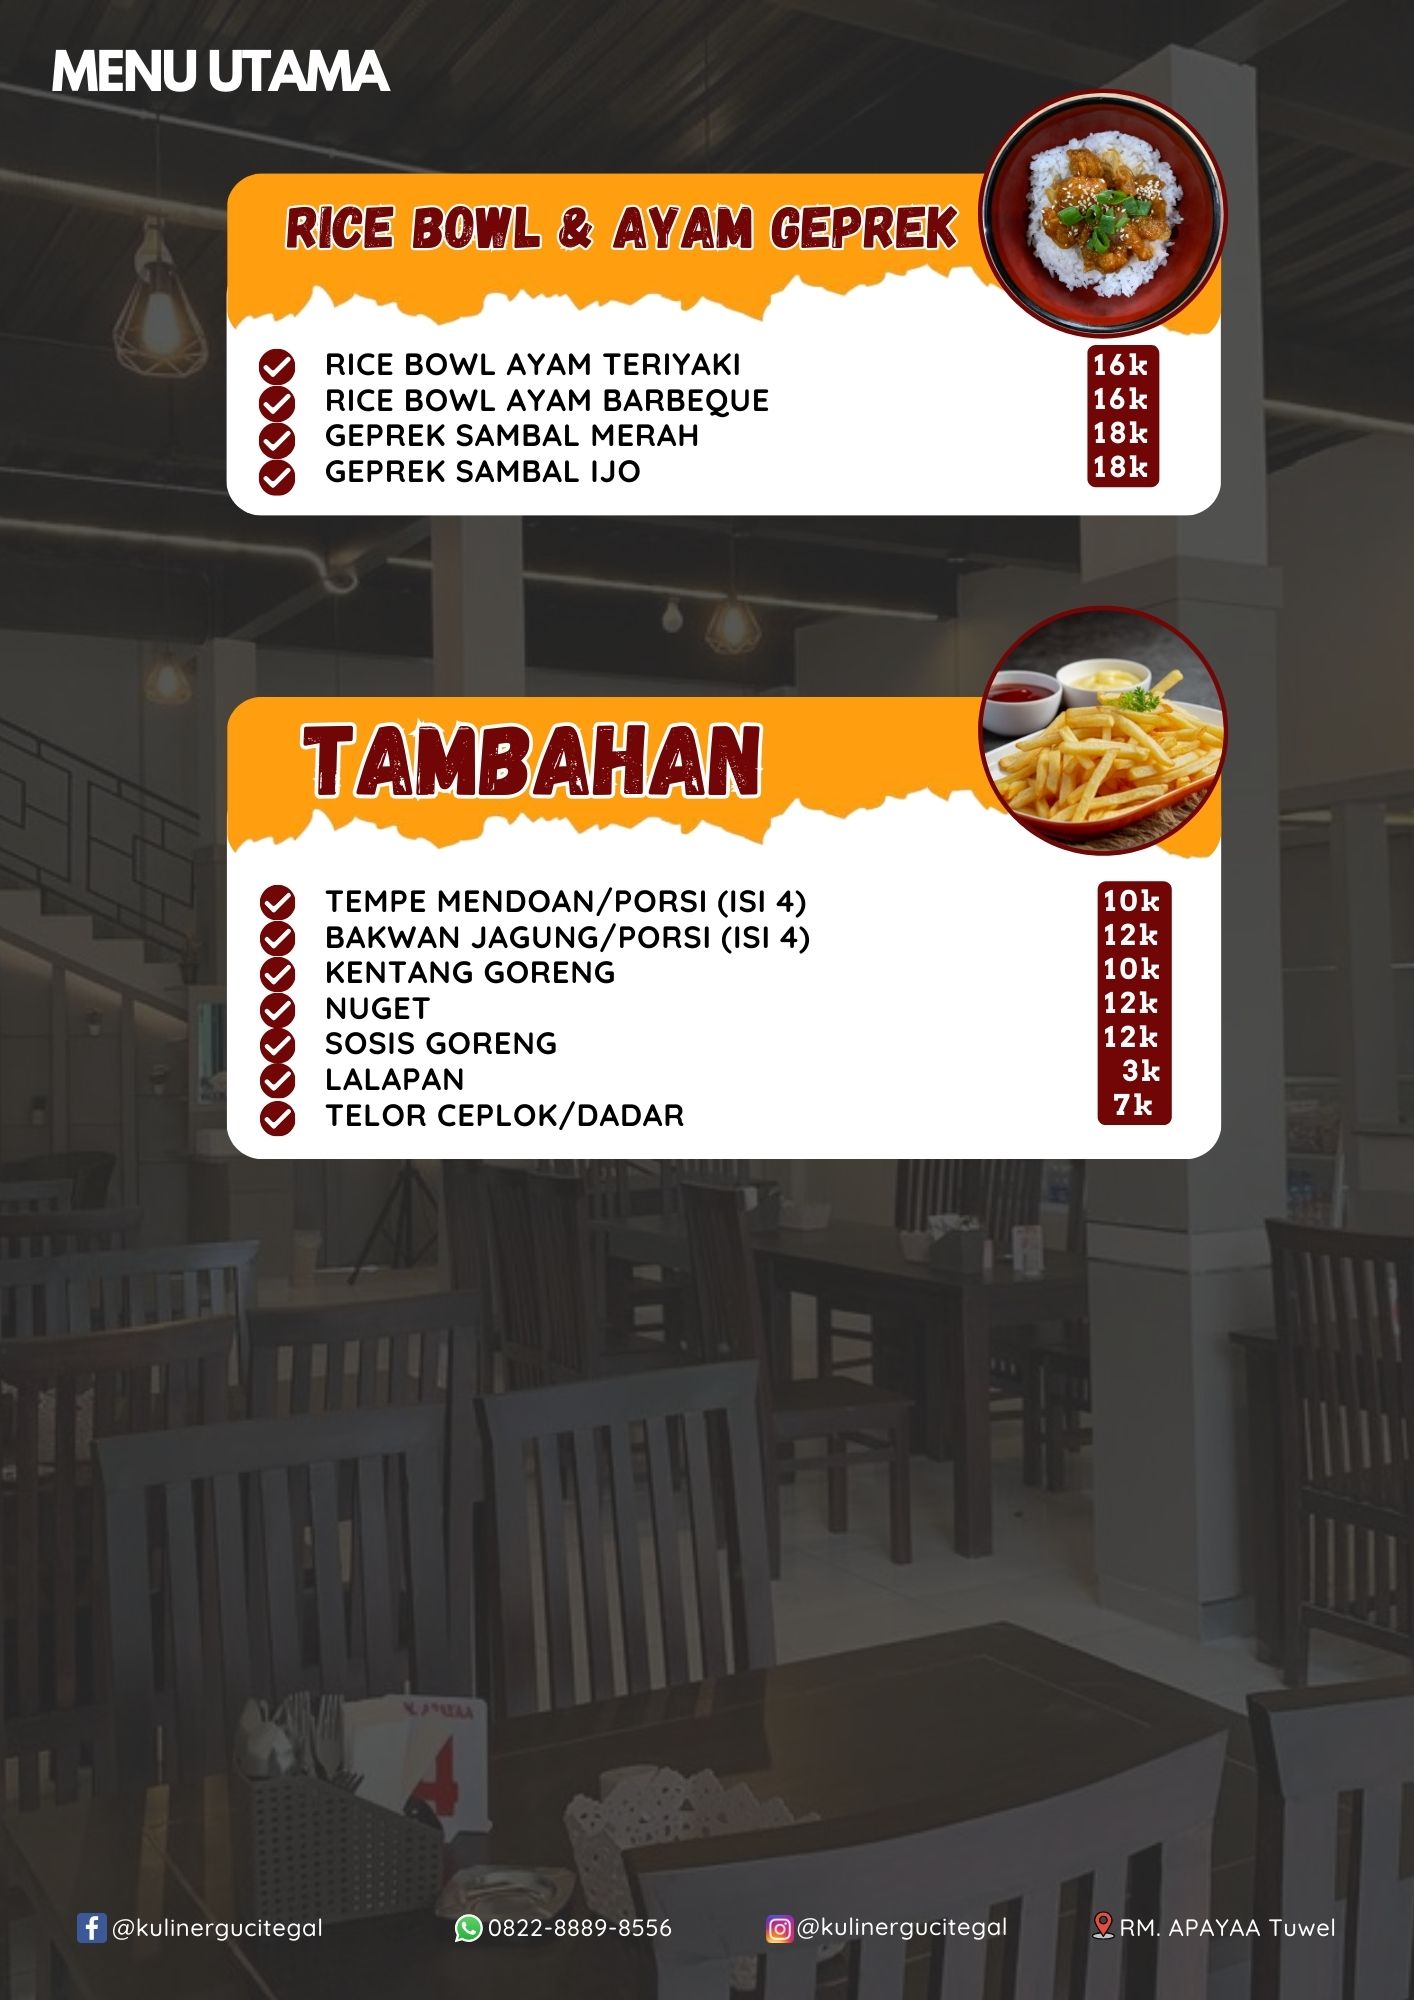 MENU UTAMA
RICE BOWL & AYAM GEPREK
RICE BOWL AYAM TERIYAKI 16k
RICE BOWL AYAM BARBEQUE 16k
GEPREK SAMBAL MERAH 18k
GEPREK SAMBAL IJO 18k
TAMBAHAN
TEMPE MENDOAN/PORSI (ISI 4) 10k
BAKWAN JAGUNG/PORSI (ISI 4) 12k
KENTANG GORENG 10k
NUGET 12k
SOSIS GORENG 12k
LALAPAN 3k
TELOR CEPLOK/DADAR 7k
4
@kulinergucitegal 0822-8889-8556 @kulinergucitegal RM. APAYAA Tuwel